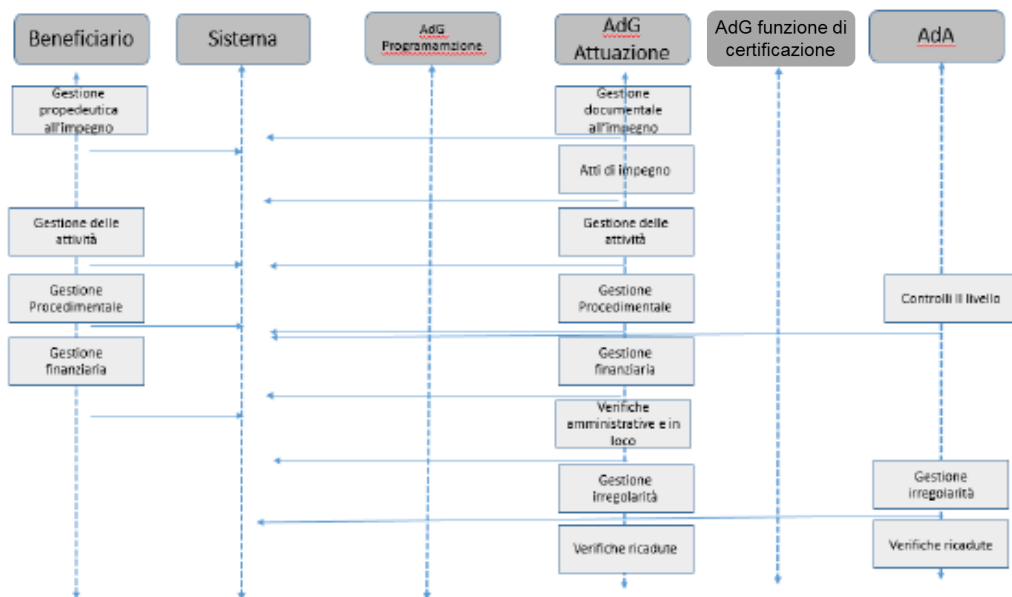 Beneficiario
Sistema
AdG
Programamzione
AdG
Attuazione
AdG funzione di
certificazione
AdA
Gestione
propedeutica
all'impegno
Gestione
documentale
all'impegno
Atti di impegno
Gestione delle
attività
Gestione delle
attività
Gestione
Procedimentale
Gestione
Procedimentale
Controlli II livello
Gestione
finanziaria
Gestione
finanziaria
Verifiche
amministrative e in
loco
Gestione
irregolarità
Gestione
irregolarità
Verifiche ricadute
Verifiche ricadute